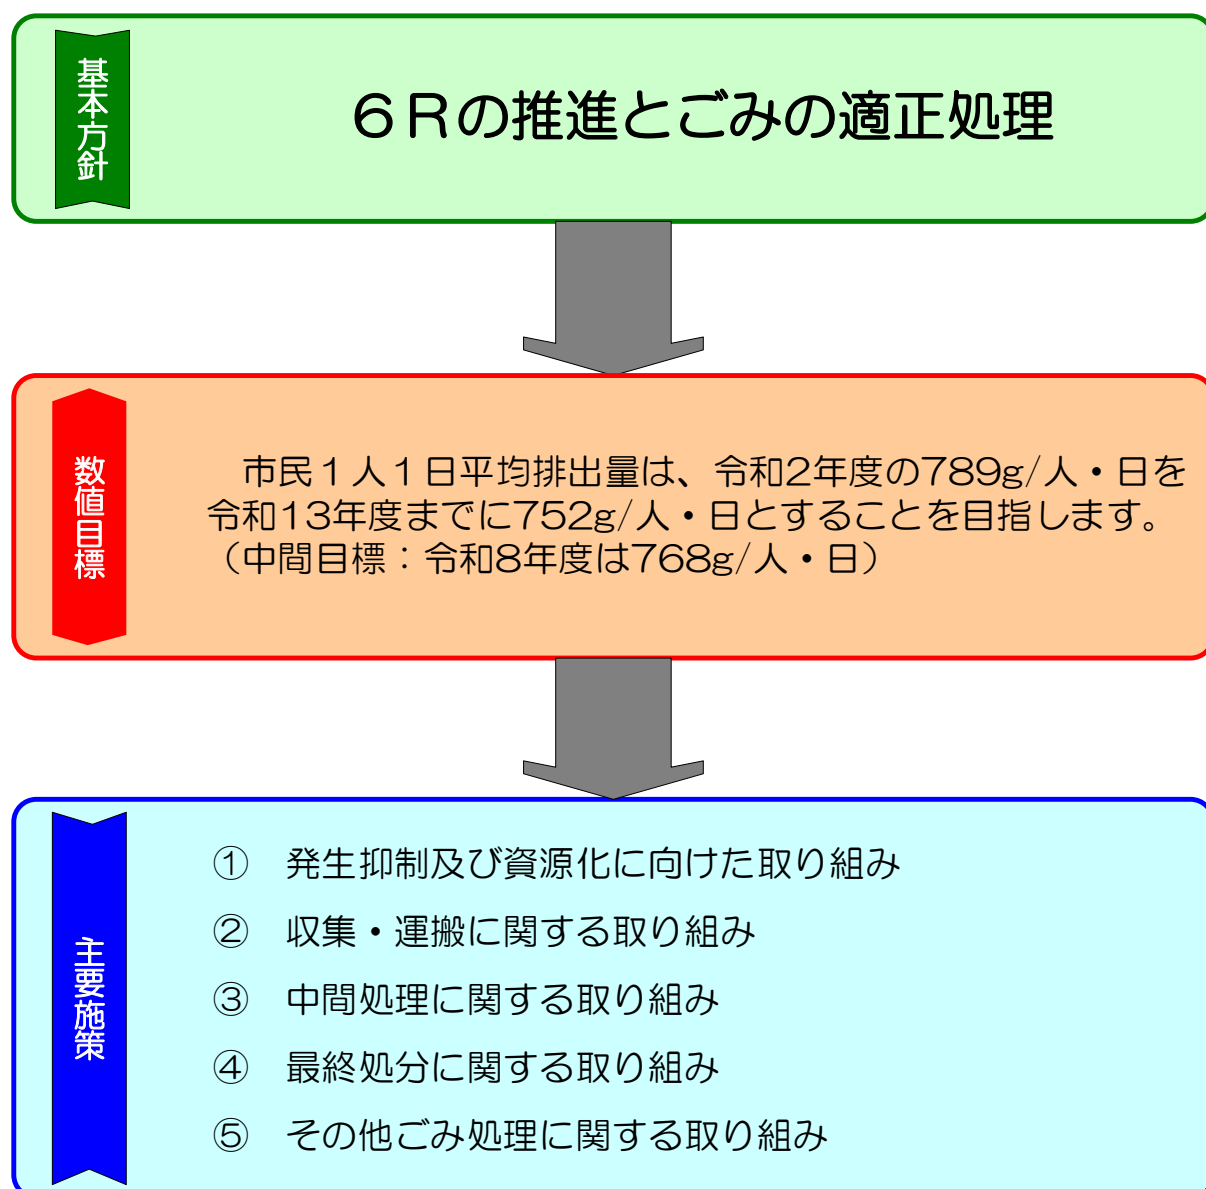 基本方針
６Rの推進とごみの適正処理
数値目標
市民１人１日平均排出量は、令和2年度の789g/人・日を
令和13年度までに752g/人・日とすることを目指します。
（中間目標：令和8年度は768g/人・日）
主要施策
①　発生抑制及び資源化に向けた取り組み
②　収集・運搬に関する取り組み
③　中間処理に関する取り組み
④　最終処分に関する取り組み
⑤　その他ごみ処理に関する取り組み